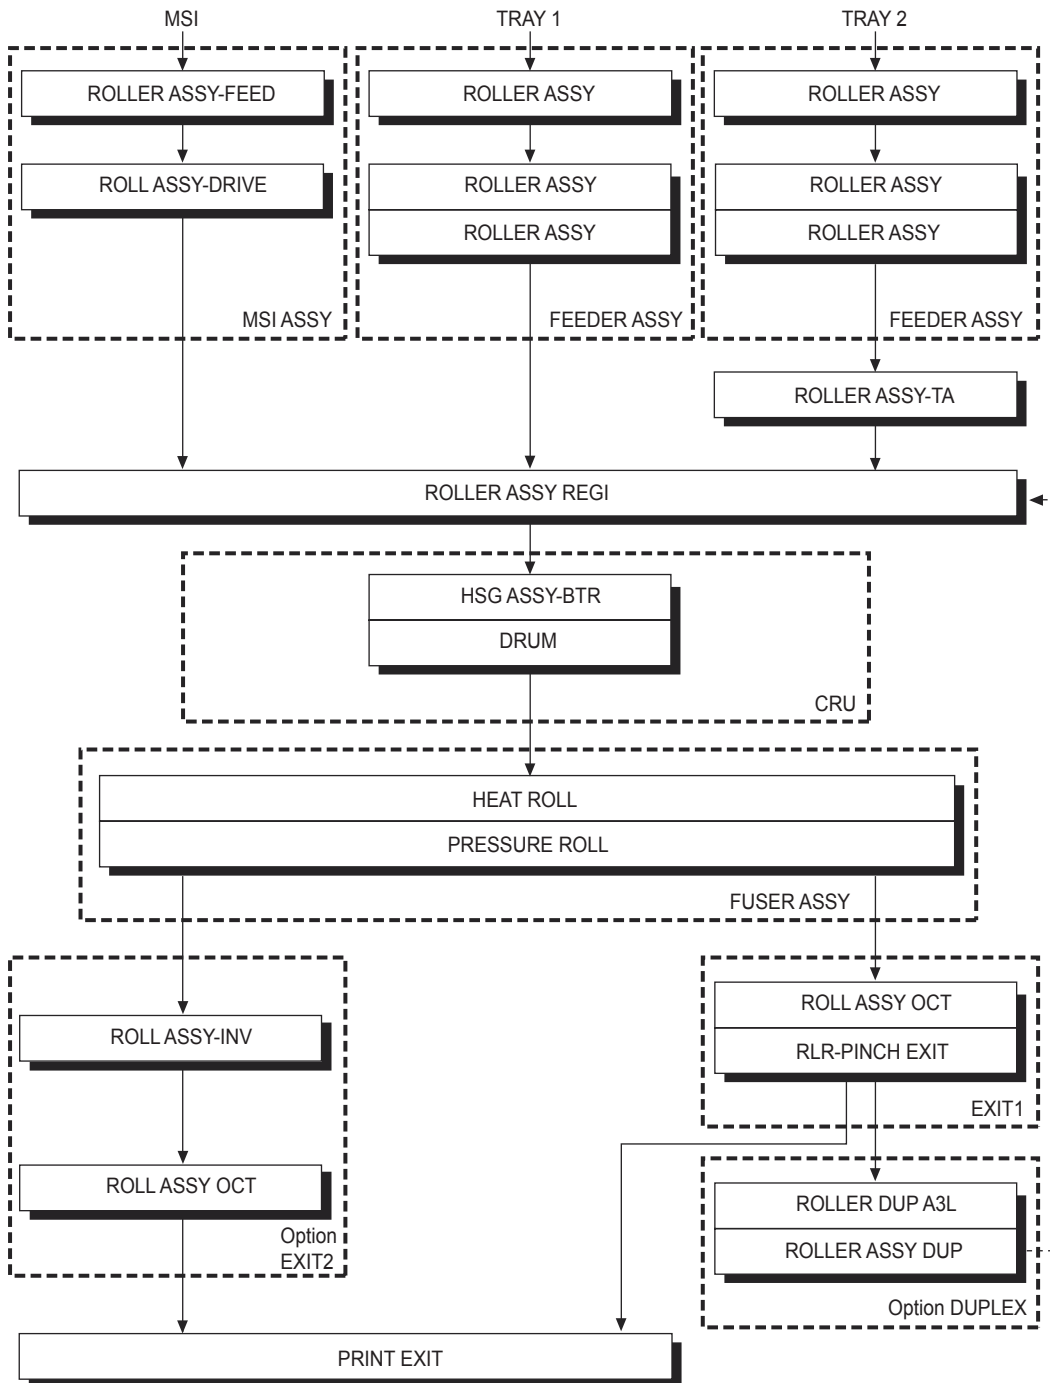 MSI
TRAY 1
TRAY 2
ROLLER ASSY-FEED
ROLLER ASSY
ROLLER ASSY
ROLL ASSY-DRIVE
ROLLER ASSY
ROLLER ASSY
ROLLER ASSY
ROLLER ASSY
MSI ASSY
FEEDER ASSY
FEEDER ASSY
ROLLER ASSY-TA
ROLLER ASSY REGI
HSG ASSY-BTR
DRUM
CRU
HEAT ROLL
PRESSURE ROLL
FUSER ASSY
ROLL ASSY-INV
ROLL ASSY OCT
Option
EXIT2
ROLL ASSY OCT
RLR-PINCH EXIT
EXIT1
ROLLER DUP A3L
ROLLER ASSY DUP
Option DUPLEX
PRINT EXIT